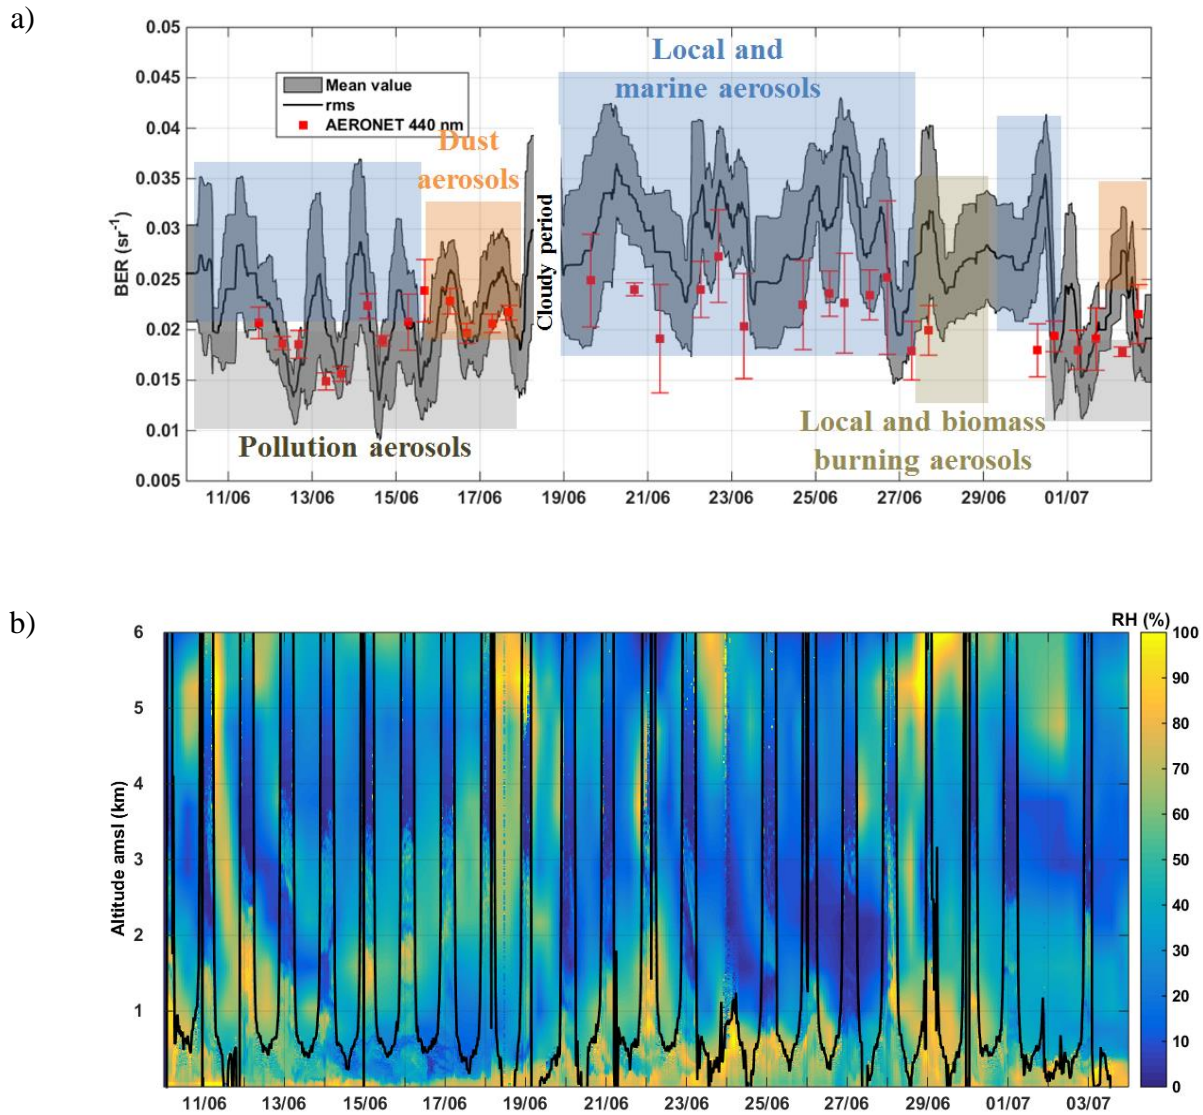 a)
0.05
0.045
0.04
0.035
0.03
0.025
0.02
0.015
0.01
0.005
BER (sr⁻¹)
Mean value
rms
AERONET 440 nm
Dust
aerosols
Cloudy period
Local and
marine aerosols
Pollution aerosols
Local and biomass
burning aerosols
11/06 13/06 15/06 17/06 19/06 21/06 23/06 25/06 27/06 29/06 01/07
b)
RH (%)
6
5
4
3
2
1
Altitude amsl (km)
100
90
80
70
60
50
40
30
20
10
0
11/06 13/06 15/06 17/06 19/06 21/06 23/06 25/06 27/06 29/06 01/07 03/07